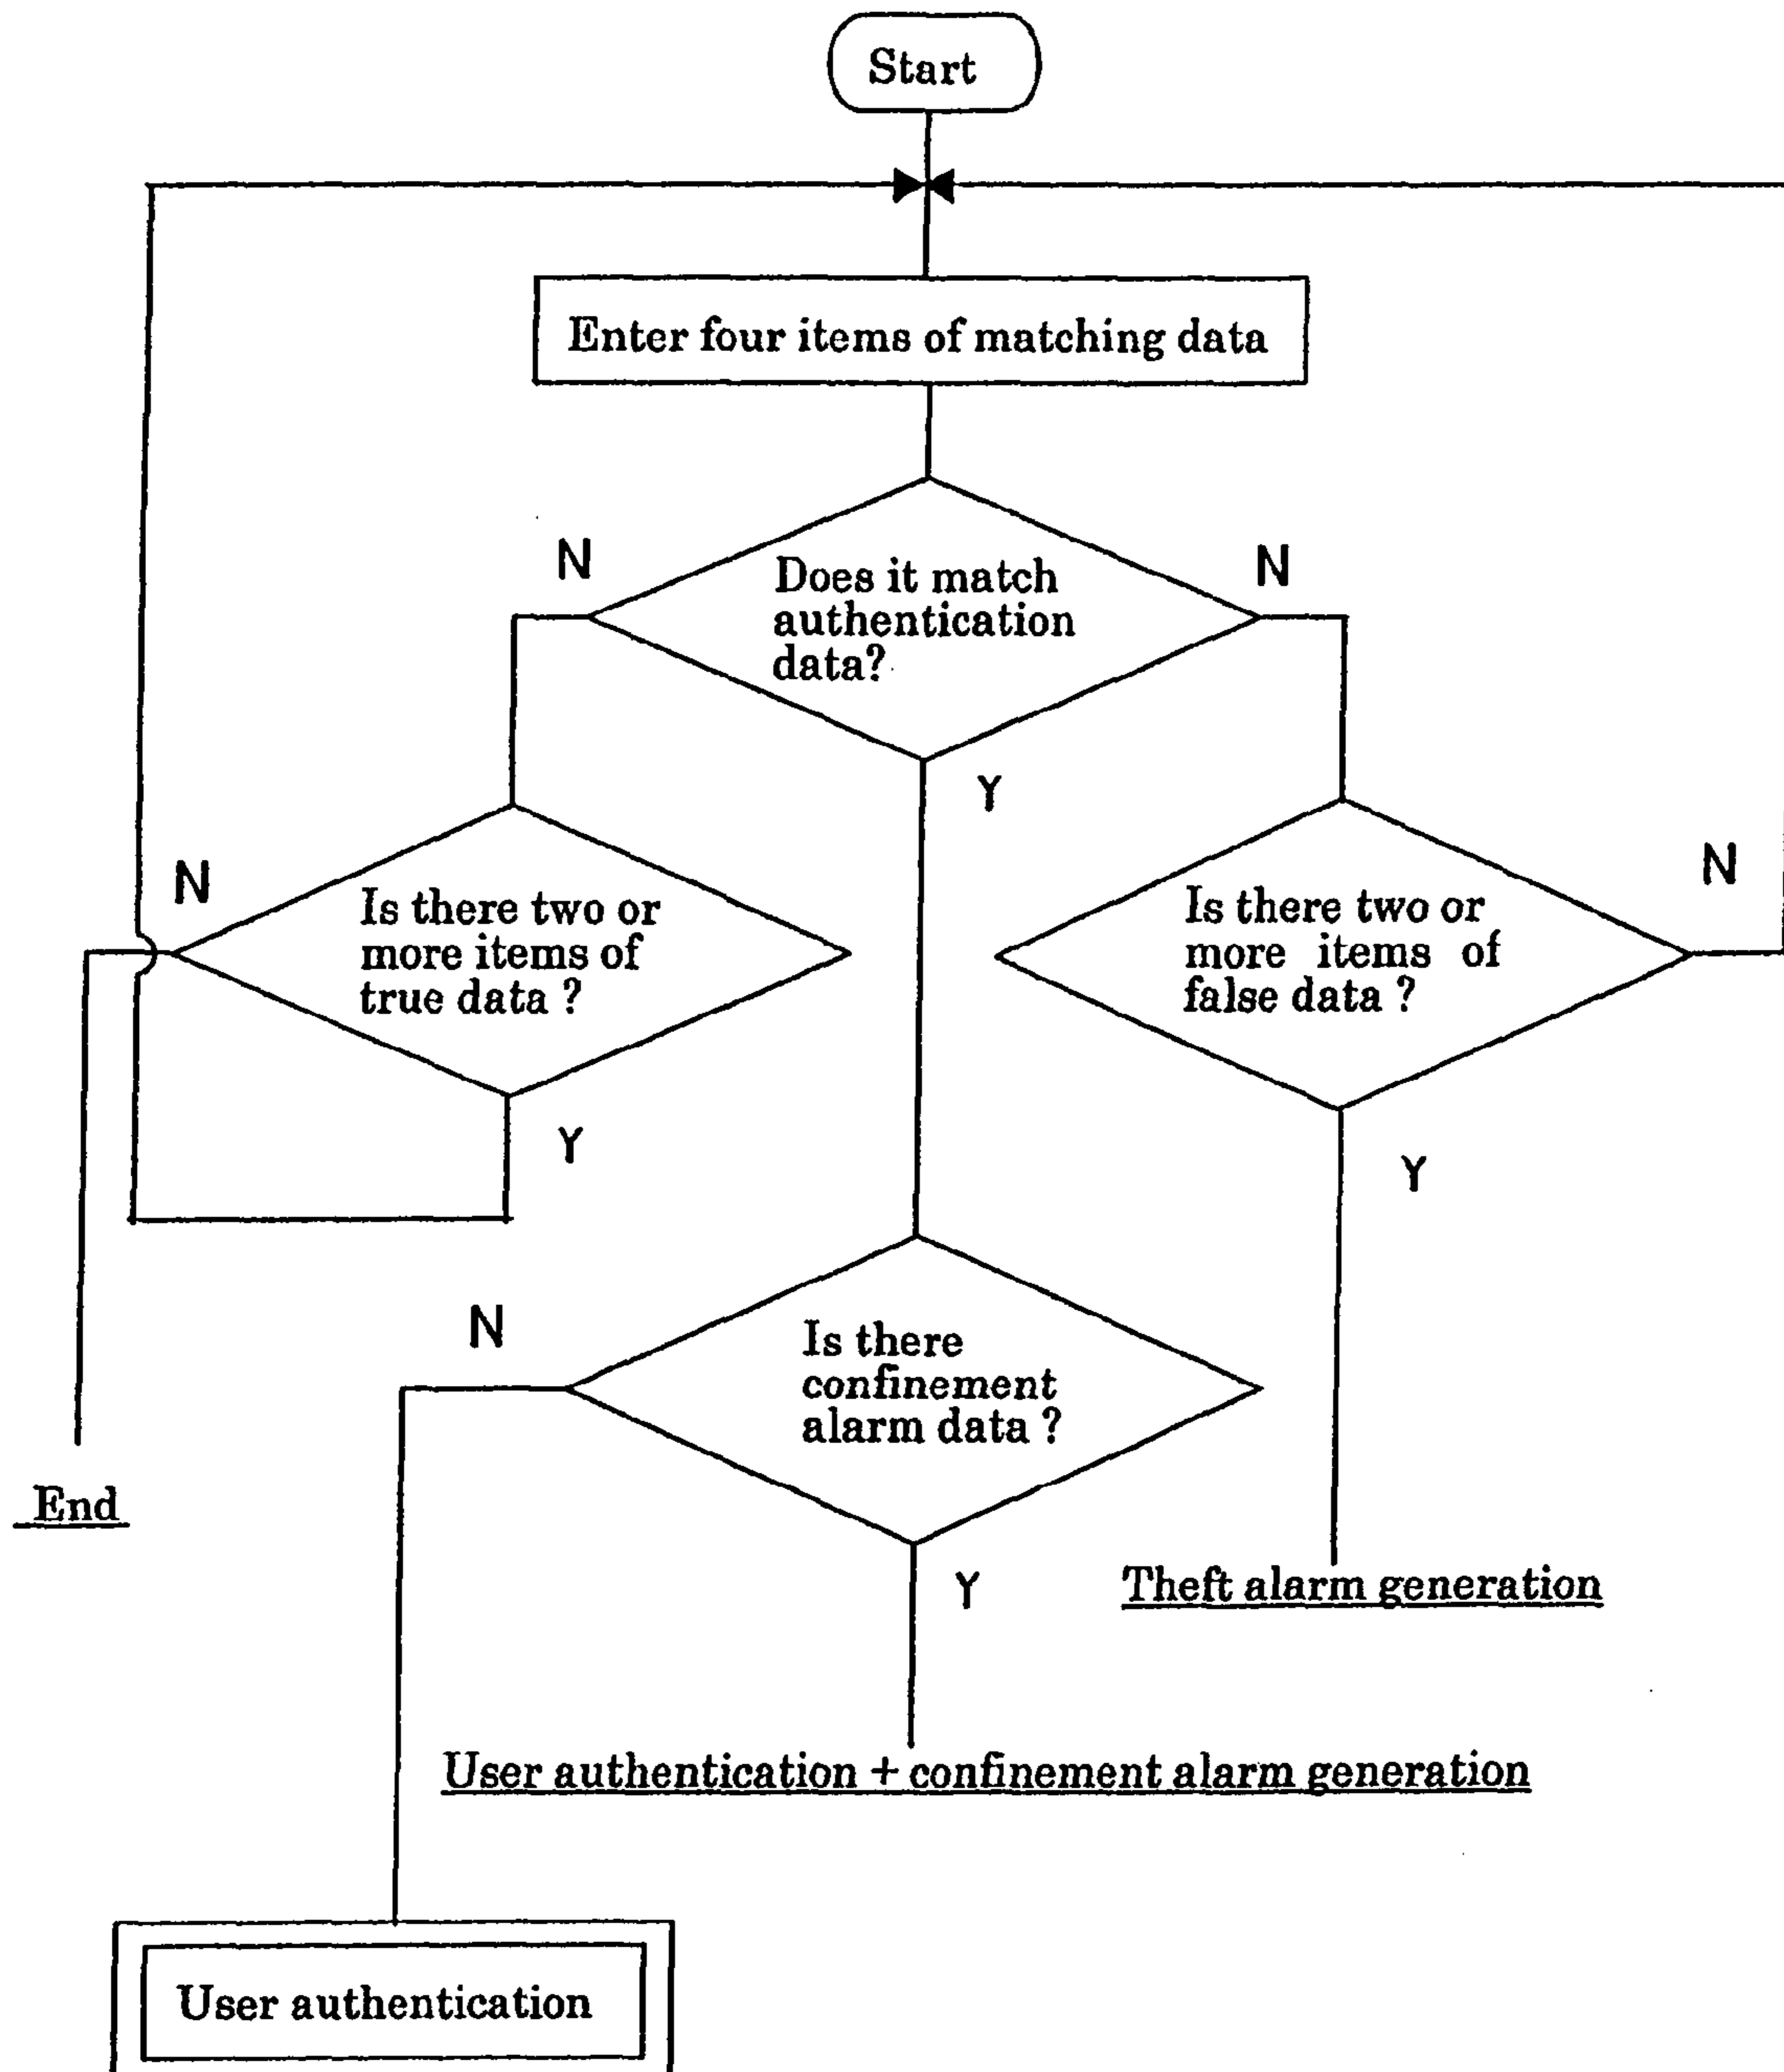 Start
Enter four items of matching data
N
N
Does it match
authentication
data?
Y
N
N
Is there two or
more items of
true data ?
Is there two or
more items of
false data ?
Y
Y
N
Is there
confinement
alarm data ?
End
Y
Theft alarm generation
User authentication + confinement alarm generation
User authentication